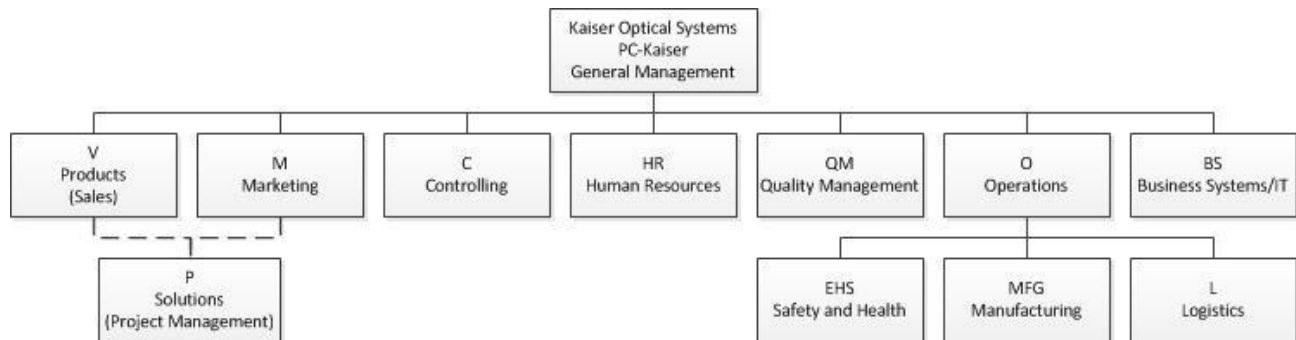 Kaiser Optical Systems
PC-Kaiser
General Management
V
Products
(Sales)
M
Marketing
C
Controlling
HR
Human Resources
QM
Quality Management
O
Operations
BS
Business Systems/IT
P
Solutions
(Project Management)
EHS
Safety and Health
MFG
Manufacturing
L
Logistics